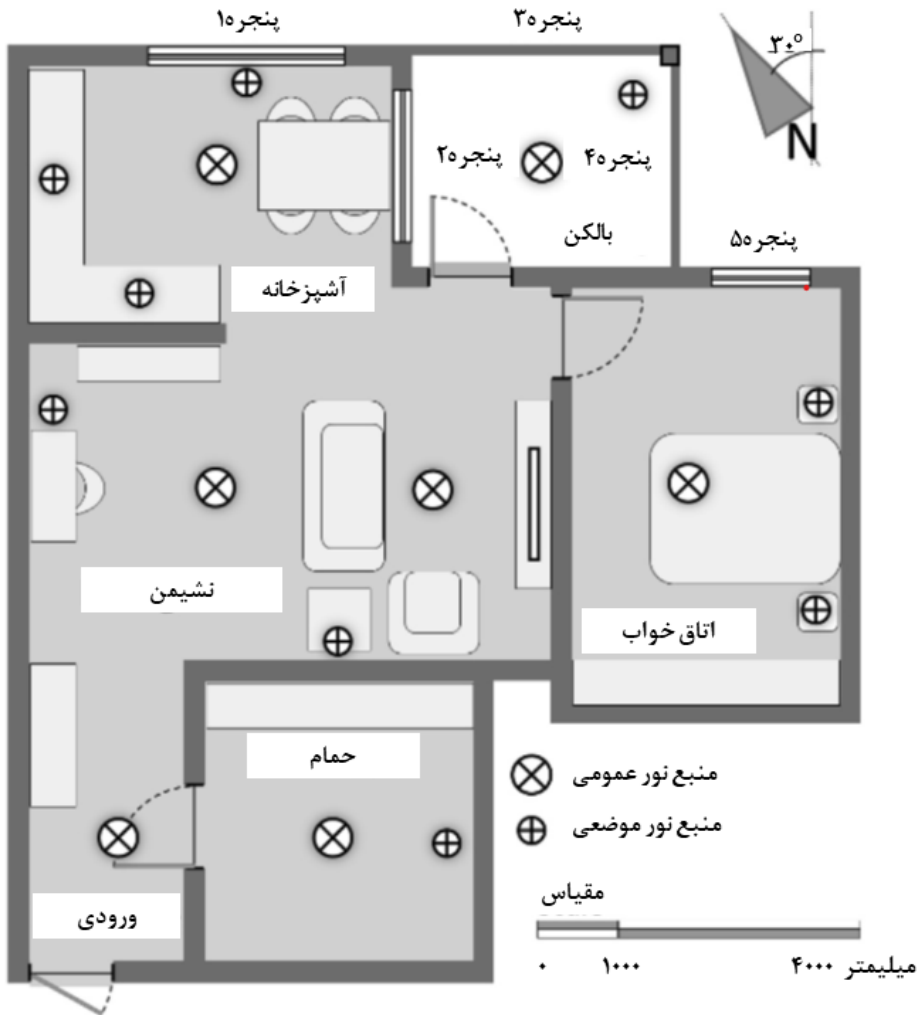 پنجره۱
پنجره۳
۳۰°
N
پنجره۲
پنجره۴
بالکن
پنجره۵
آشپزخانه
نشیمن
اتاق خواب
حمام
منبع نور عمومی
منبع نور موضعی
ورودی
مقیاس
۰ ۱۰۰۰ ۴۰۰۰ میلیمتر